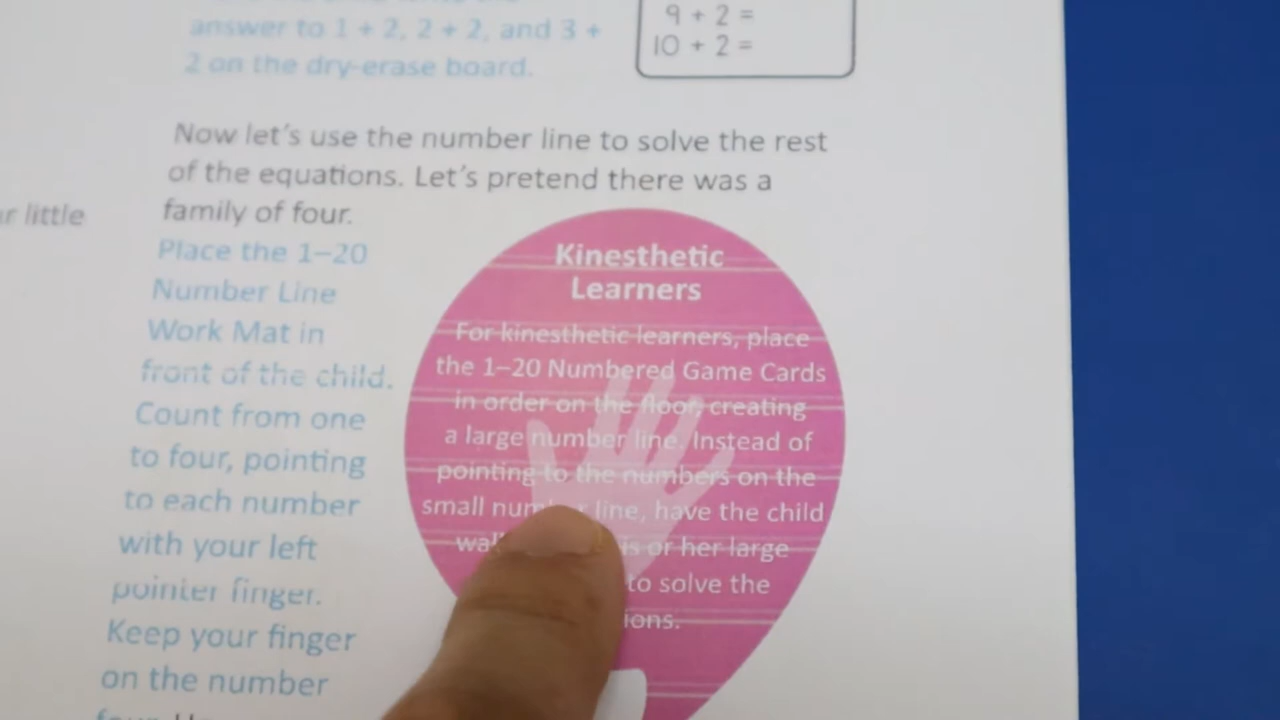 answer to 1 + 2, 2 + 2, and 3 +
2 on the dry-erase board.
9 + 2 =
10 + 2 =
Now let's use the number line to solve the rest
of the equations. Let's pretend there was a
family of four.
little
Place the 1–20
Number Line
Work Mat in
front of the child.
Count from one
to four, pointing
to each number
with your left
pointer finger.
Keep your finger
on the number
Kinesthetic
Learners
For kinesthetic learners, place
the 1–20 Numbered Game Cards
in order on the floor, creating
a large number line. Instead of
pointing to the numbers on the
small number line, have the child
or her large
to solve the